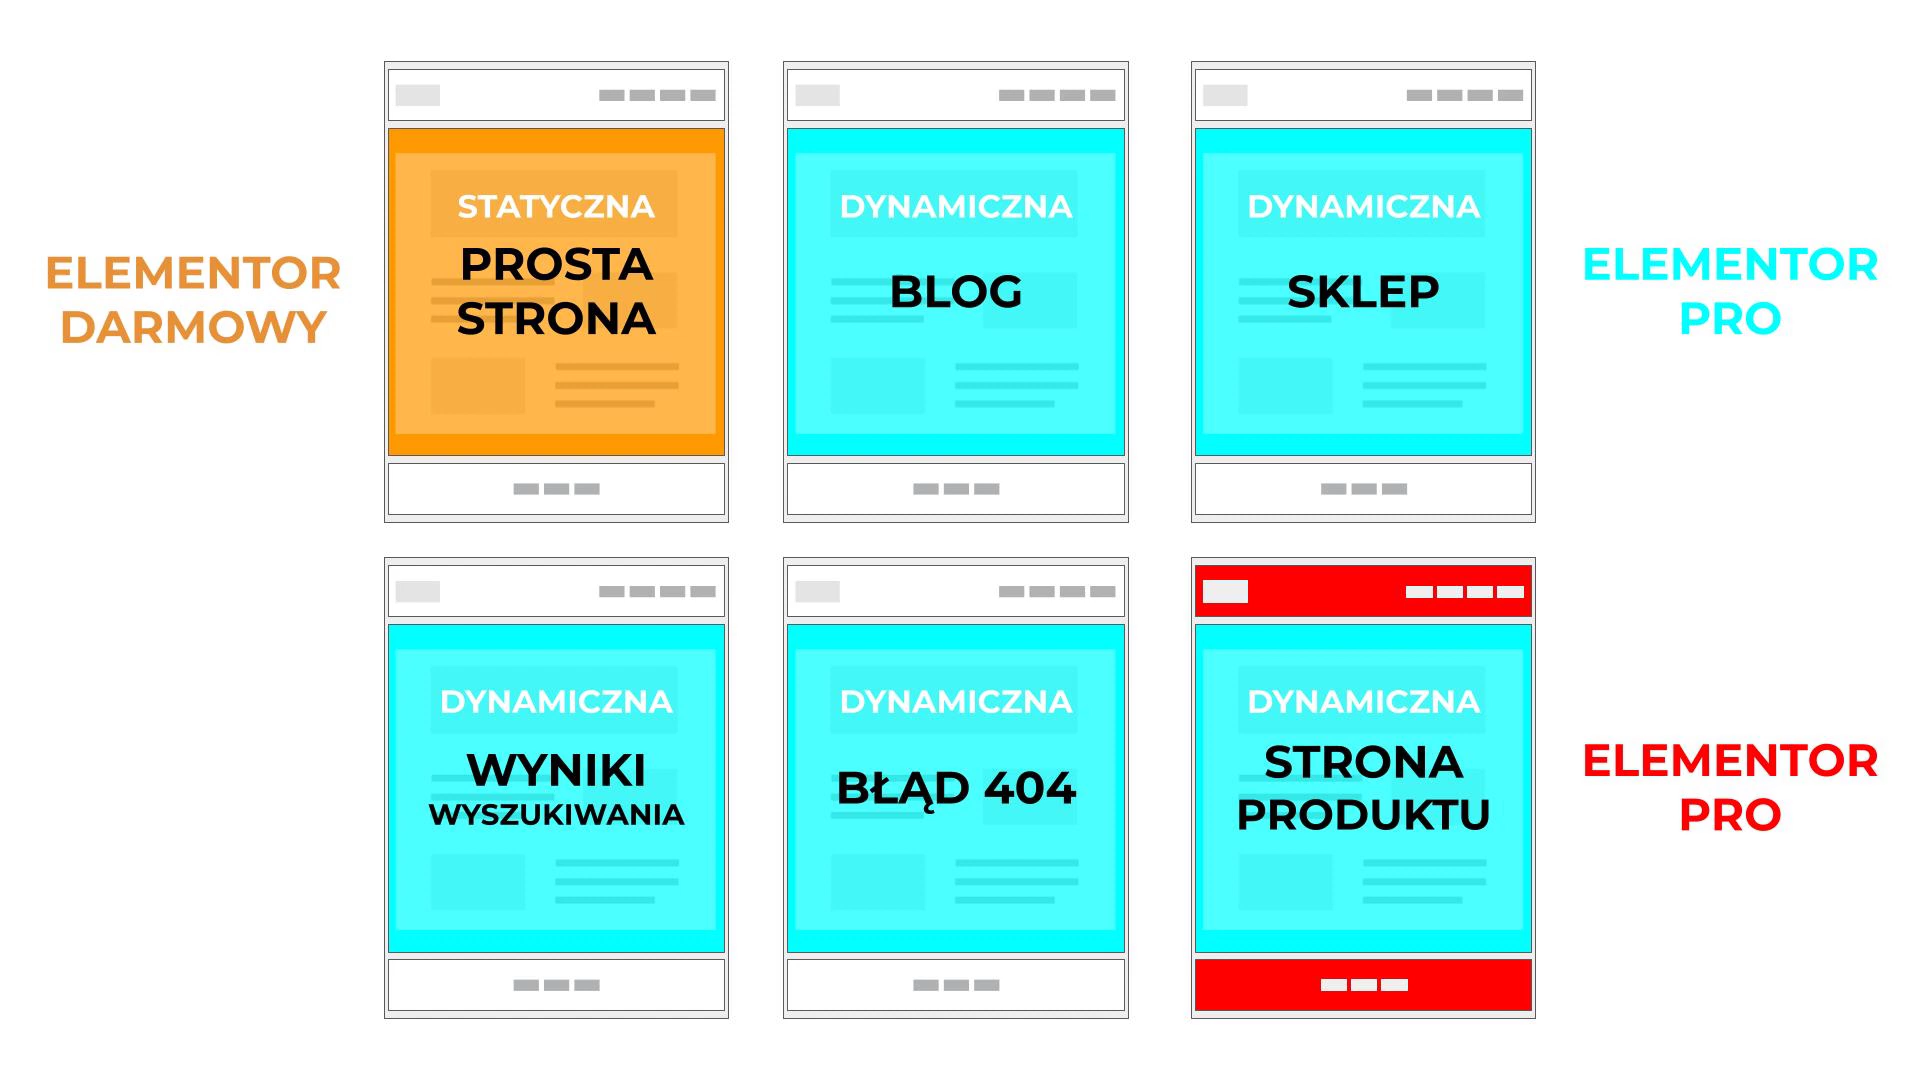 ELEMENTOR
DARMOWY
STATYCZNA
PROSTA
STRONA
DYNAMICZNA
BLOG
DYNAMICZNA
SKLEP
ELEMENTOR
PRO
DYNAMICZNA
WYNIKI
WYSZUKIWANIA
DYNAMICZNA
BŁĄD 404
DYNAMICZNA
STRONA
PRODUKTU
ELEMENTOR
PRO